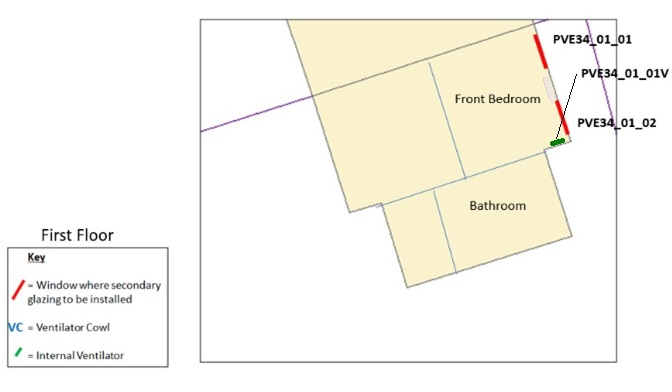 PVE34_01_01
PVE34_01_01V
Front Bedroom
PVE34_01_02
Bathroom
First Floor
Key
= Window where secondary
glazing to be installed
VC = Ventilator Cowl
= Internal Ventilator